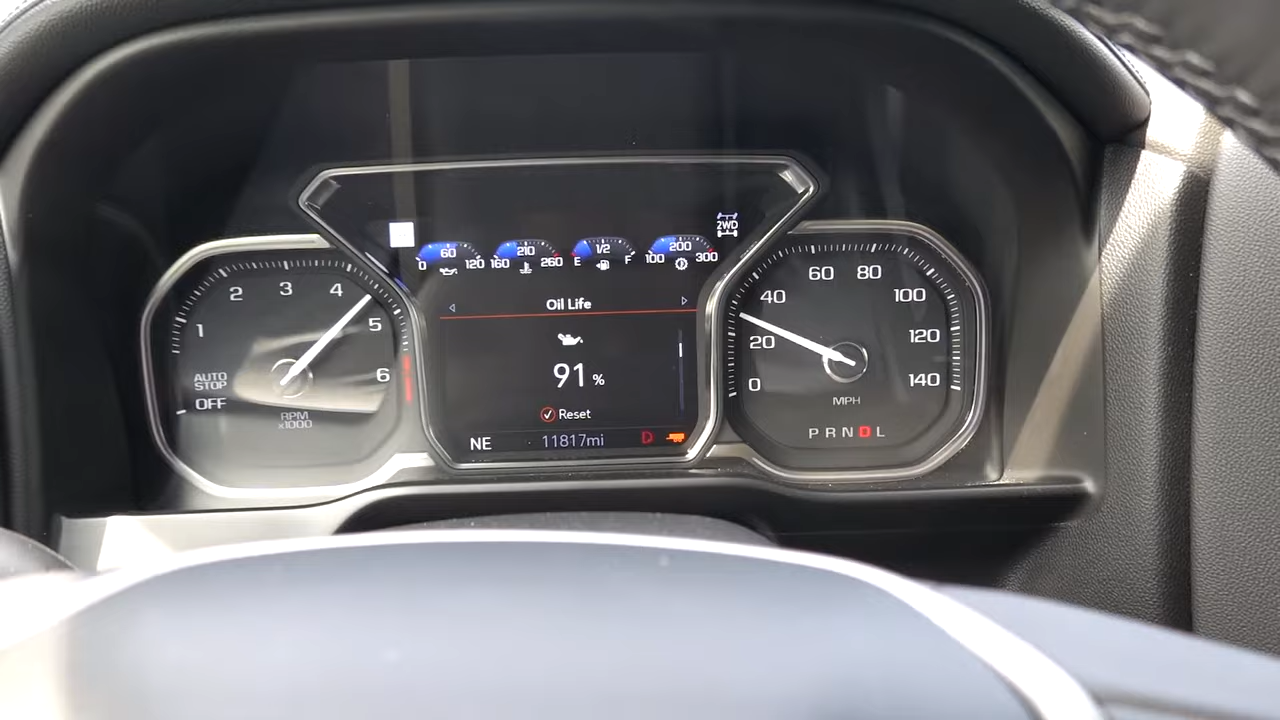 2WD
60
0 120
210
160 260
1/2
E F
200
100 300
Oil Life
91 %
Reset
NE 11817mi D
1 2 3 4 5 6
AUTO
STOP
OFF
RPM
x1000
0 20 40 60 80 100 120 140
MPH
P R N D L